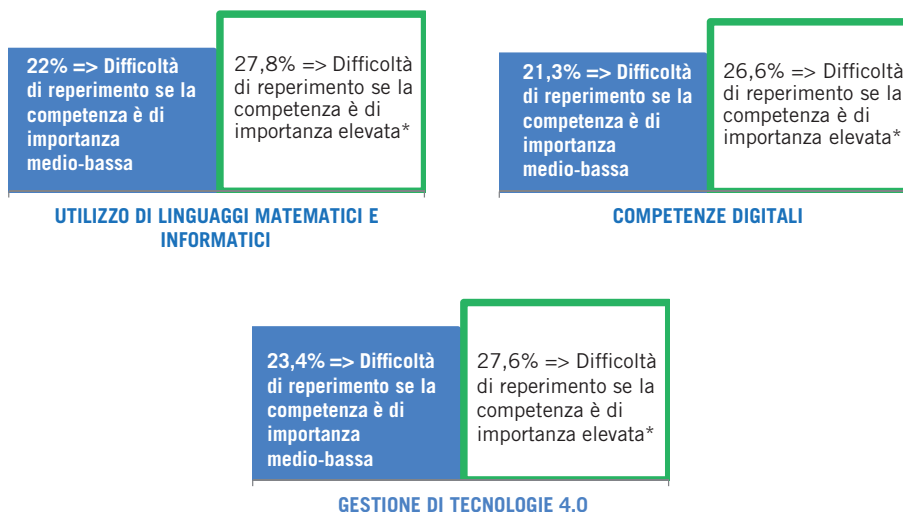 22% => Difficoltà
di reperimento se la
competenza è di
importanza
medio-bassa
27,8% => Difficoltà
di reperimento se la
competenza è di
importanza elevata*
UTILIZZO DI LINGUAGGI MATEMATICI E
INFORMATICI
21,3% => Difficoltà
di reperimento se la
competenza è di
importanza
medio-bassa
26,6% => Difficoltà
di reperimento se la
competenza è di
importanza elevata*
COMPETENZE DIGITALI
23,4% => Difficoltà
di reperimento se la
competenza è di
importanza
medio-bassa
27,6% => Difficoltà
di reperimento se la
competenza è di
importanza elevata*
GESTIONE DI TECNOLOGIE 4.0